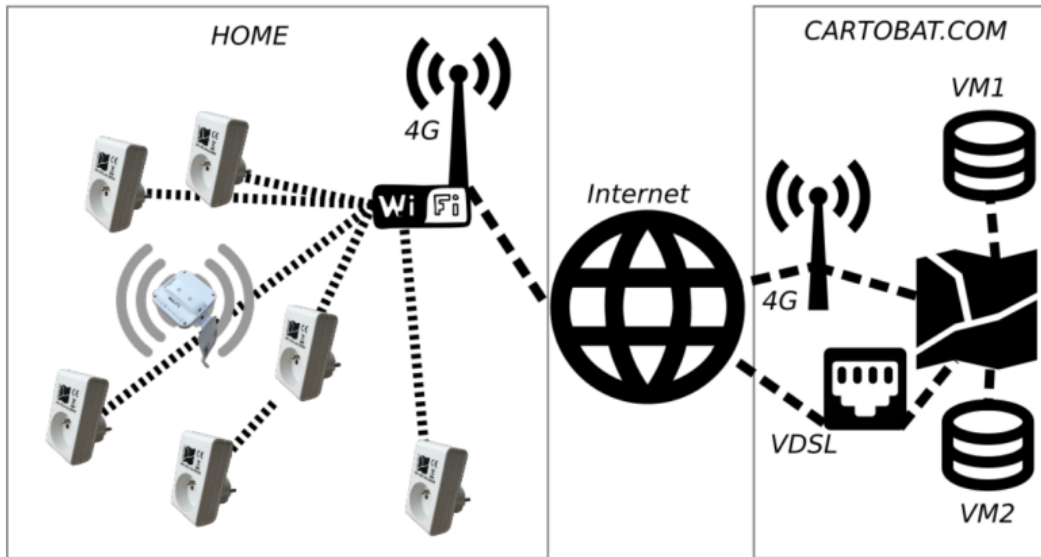 HOME
CARTOBAT.COM
VM1
4G
Wi Fi
Internet
4G
VDSL
VM2